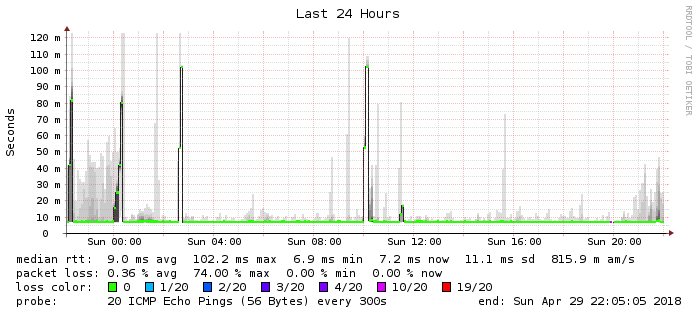 Last 24 Hours
RRDTOOL / TOBI OETIKER
Seconds
120 m
110 m
100 m
90 m
80 m
70 m
60 m
50 m
40 m
30 m
20 m
10 m
0
Sun 00:00 Sun 04:00 Sun 08:00 Sun 12:00 Sun 16:00 Sun 20:00
median rtt: 9.0 ms avg 102.2 ms max 6.9 ms min 7.2 ms now 11.1 ms sd 815.9 m am/s
packet loss: 0.36 % avg 74.00 % max 0.00 % min 0.00 % now
loss color: 0 1/20 2/20 3/20 4/20 10/20 19/20
probe: 20 ICMP Echo Pings (56 Bytes) every 300s end: Sun Apr 29 22:05:05 2018